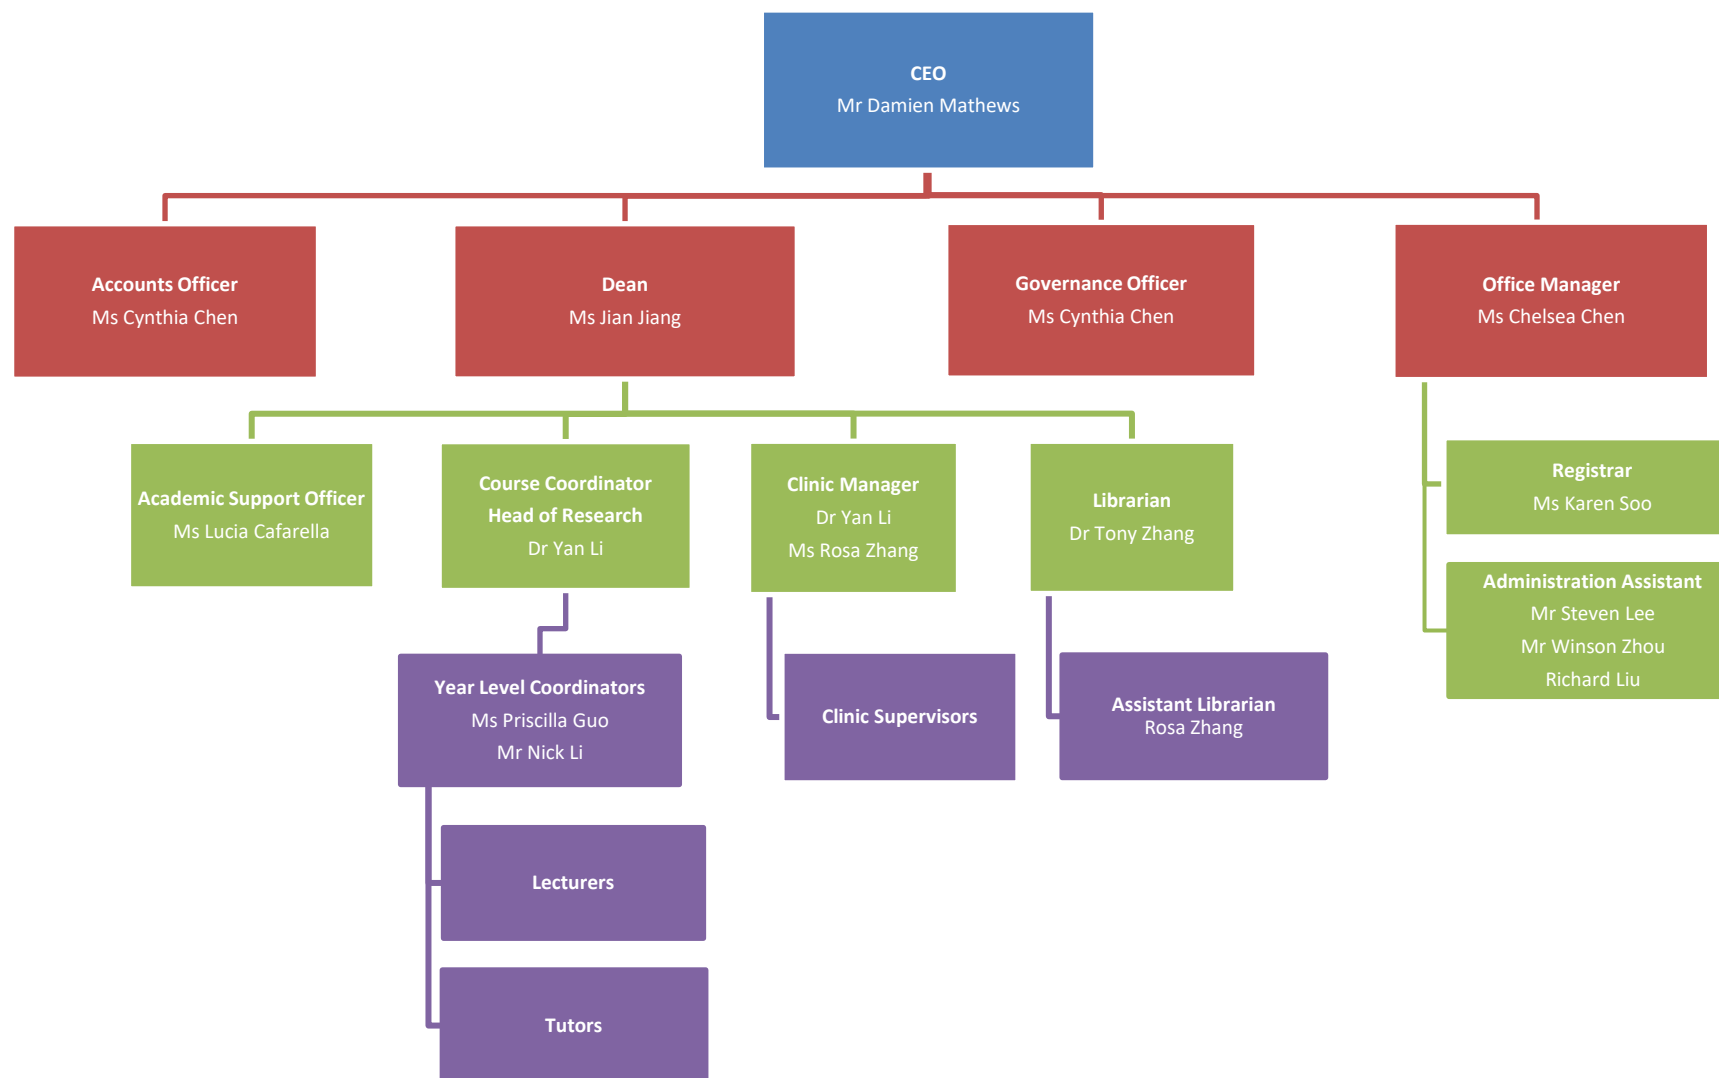 CEO
Mr Damien Mathews
Accounts Officer
Ms Cynthia Chen
Dean
Ms Jian Jiang
Governance Officer
Ms Cynthia Chen
Office Manager
Ms Chelsea Chen
Academic Support Officer
Ms Lucia Cafarella
Course Coordinator
Head of Research
Dr Yan Li
Clinic Manager
Dr Yan Li
Ms Rosa Zhang
Librarian
Dr Tony Zhang
Registrar
Ms Karen Soo
Administration Assistant
Mr Steven Lee
Mr Winson Zhou
Richard Liu
Year Level Coordinators
Ms Priscilla Guo
Mr Nick Li
Clinic Supervisors
Assistant Librarian
Rosa Zhang
Lecturers
Tutors